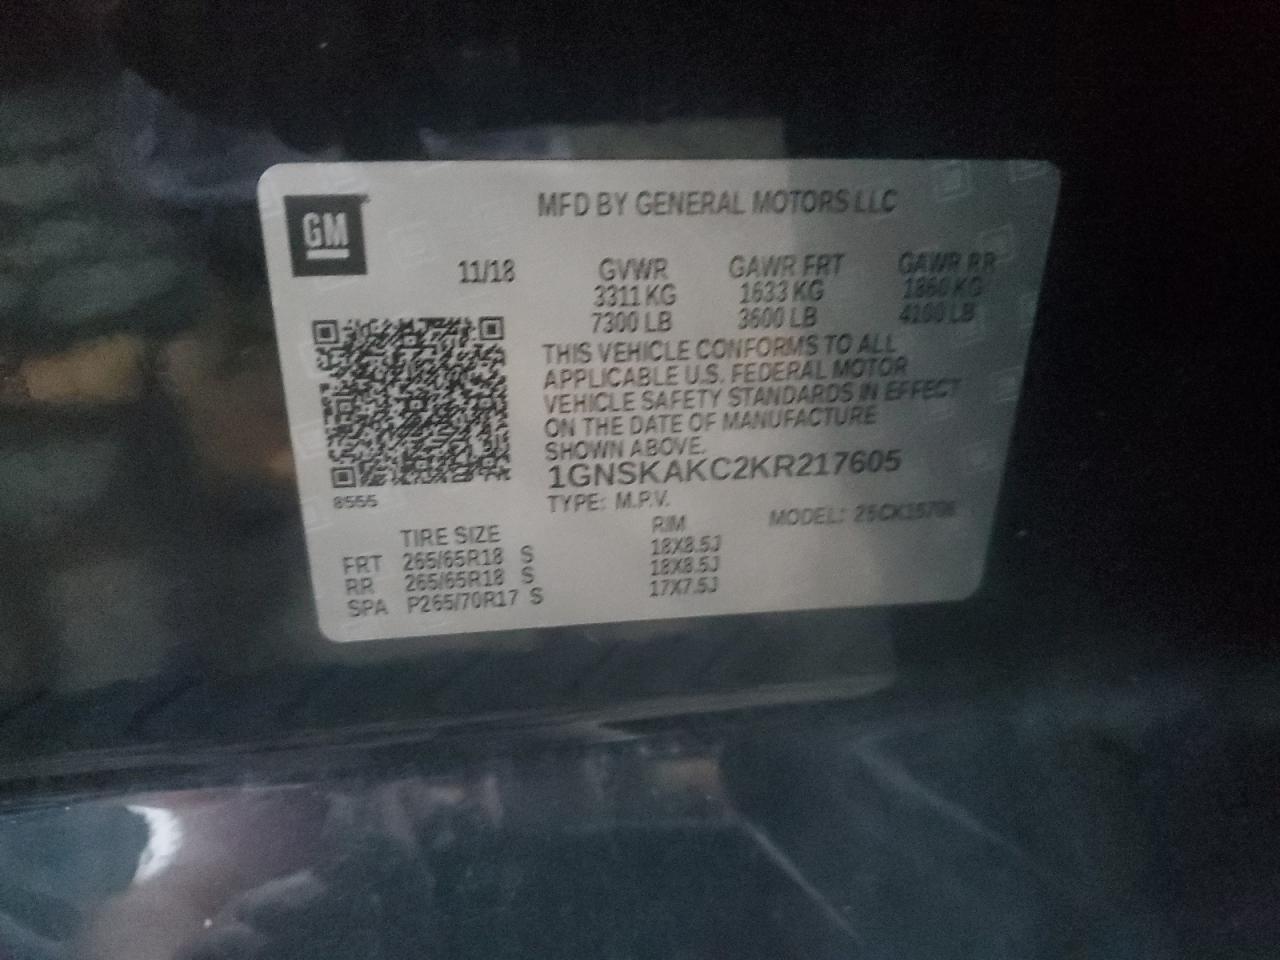 GM
MFD BY GENERAL MOTORS LLC
11/18 GVWR GAWR FRT GAWR RR
3311 KG 1633 KG 1860 KG
7300 LB 3600 LB 4100 LB
THIS VEHICLE CONFORMS TO ALL
APPLICABLE U.S. FEDERAL MOTOR
VEHICLE SAFETY STANDARDS IN EFFECT
ON THE DATE OF MANUFACTURE
SHOWN ABOVE.
1GNSKAKC2KR217605
8555
TYPE: M.P.V. MODEL:
TIRE SIZE RIM
FRT 265/65R18 S 18X8.5J
RR 265/65R18 S 18X8.5J
SPA P265/70R17 S 17X7.5J